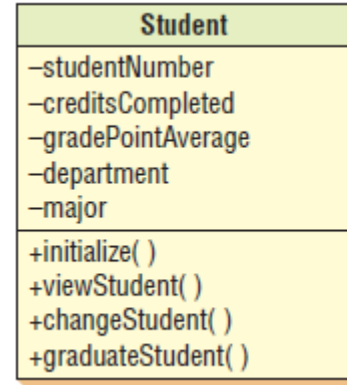 Student
–studentNumber
–creditsCompleted
–gradePointAverage
–department
–major
+initialize( )
+viewStudent( )
+changeStudent( )
+graduateStudent( )